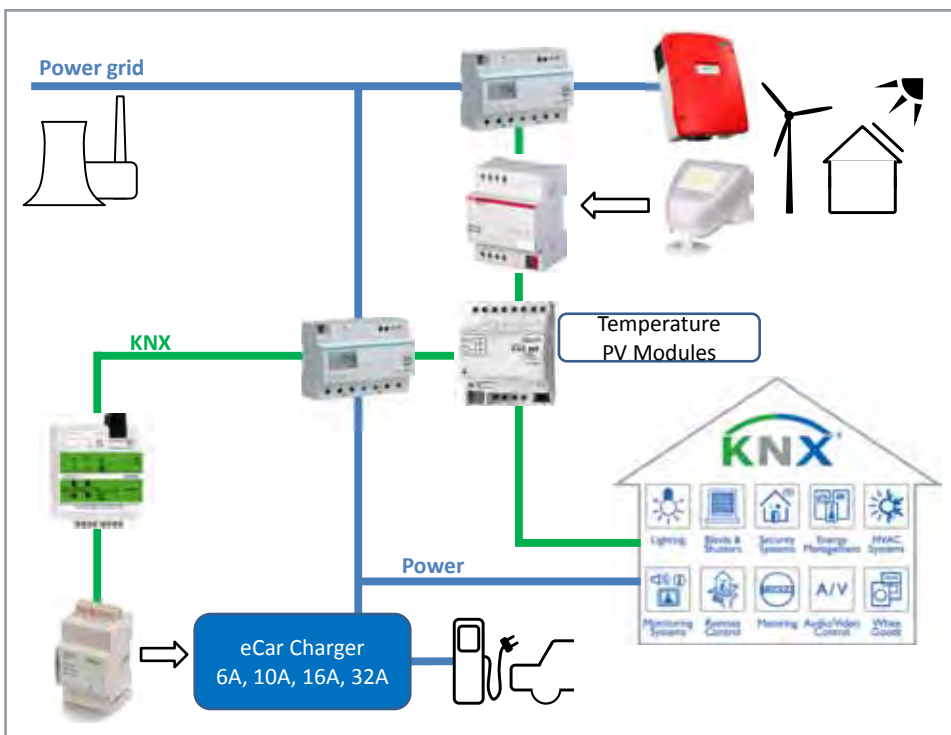 Power grid
Temperature
PV Modules
KNX
KNX
Lighting
Blinds &
Shutters
Security
Systems
Energy
Management
HVAC
Systems
Power
A/V
Monitoring
Systems
Remote
Control
Metering
Audio/Video
Control
White
Goods
eCar Charger
6A, 10A, 16A, 32A